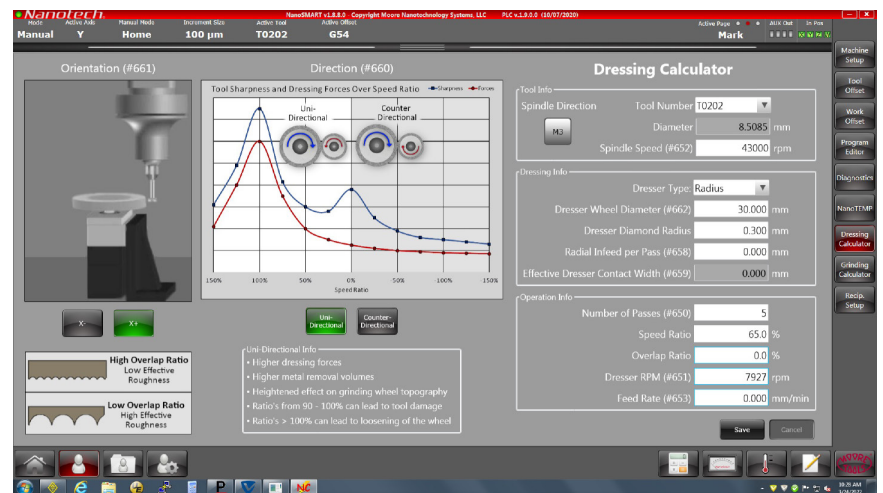 Nanotech®
NanoSMART v1.8.8.0 - Copyright Moore Nanotechnology Systems, LLC PLC v.1.9.0.0 (10/07/2020)
Mode Active Axis Manual Mode Increment Size Active Tool Active Offset Active Page AUX Out In Pos
Manual Y Home 100 µm T0202 G54 Mark
Machine Setup
Tool Offset
Work Offset
Program Editor
Diagnostics
NanoTEMP
Dressing Calculator
Grinding Calculator
Recip. Setup
Orientation (#661)
X-
X+
High Overlap Ratio
Low Effective
Roughness
Low Overlap Ratio
High Effective
Roughness
Direction (#660)
Tool Sharpness and Dressing Forces Over Speed Ratio Sharpness Forces
Uni-
Directional
Counter
Directional
150% 100% 50% 0% -50% -100% 150%
Speed Ratio
Uni-
Directional
Counter-
Directional
Uni-Directional Info
• Higher dressing forces
• Higher metal removal volumes
• Heightened effect on grinding wheel topography
• Ratio's from 90 - 100% can lead to tool damage
• Ratio's > 100% can lead to loosening of the wheel
Dressing Calculator
Tool Info
Spindle Direction
M3
Tool Number T0202
Diameter 8.5085 mm
Spindle Speed (#652) 43000 rpm
Dressing Info
Dresser Type: Radius
Dresser Wheel Diameter (#662) 30.000 mm
Dresser Diamond Radius 0.300 mm
Radial Infeed per Pass (#658) 0.000 mm
Effective Dresser Contact Width (#659) 0.000 mm
Operation Info
Number of Passes (#650) 5
Speed Ratio 65.0 %
Overlap Ratio 0.0 %
Dresser RPM (#651) 7927 rpm
Feed Rate (#653) 0.000 mm/min
Save
Cancel
MOORE
TOOLS
P
NC
10:28 AM